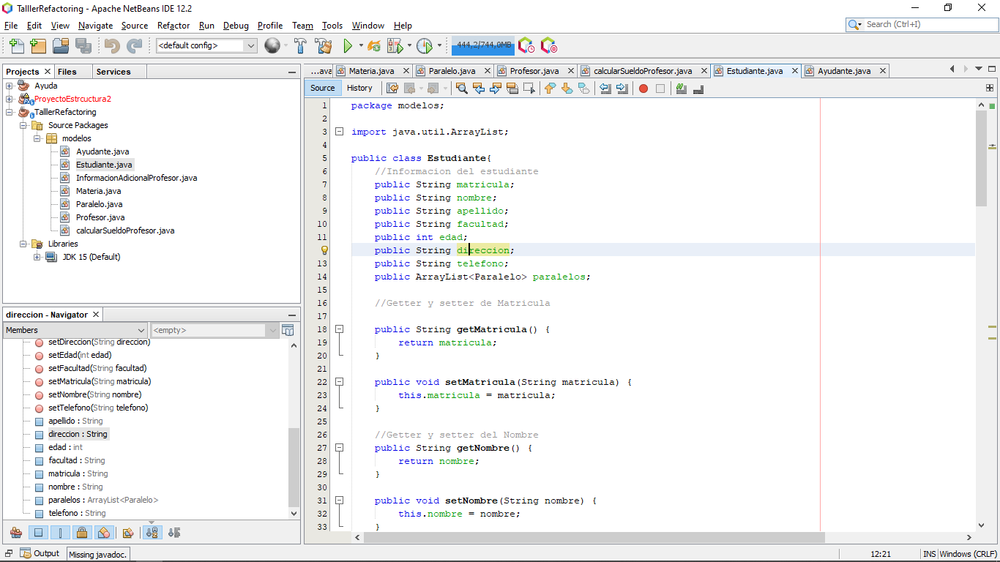 TalllerRefactoring - Apache NetBeans IDE 12.2
File Edit View Navigate Source Refactor Run Debug Profile Team Tools Window Help
Search (Ctrl+I)
<default config>
444,2/744,0MB
Projects Files Services
Ayuda
ProyectoEstrcuctura2
TalllerRefactoring
Source Packages
modelos
Ayudante.java
Estudiante.java
InformacionAdicionalProfesor.java
Materia.java
Paralelo.java
Profesor.java
calcularSueldoProfesor.java
Libraries
JDK 15 (Default)
direccion - Navigator
Members <empty>
setDireccion(String direccion)
setEdad(int edad)
setFacultad(String facultad)
setMatricula(String matricula)
setNombre(String nombre)
setTelefono(String telefono)
apellido : String
direccion : String
edad : int
facultad : String
matricula : String
nombre : String
paralelos : ArrayList<Paralelo>
telefono : String
...ava Materia.java Paralelo.java Profesor.java calcularSueldoProfesor.java Estudiante.java Ayudante.java
Source History
1 package modelos;
2
3 import java.util.ArrayList;
4
5 public class Estudiante{
6 //Informacion del estudiante
7 public String matricula;
8 public String nombre;
9 public String apellido;
10 public String facultad;
11 public int edad;
public String direccion;
13 public String telefono;
14 public ArrayList<Paralelo> paralelos;
15
16 //Getter y setter de Matricula
17
18 public String getMatricula() {
19 return matricula;
20 }
21
22 public void setMatricula(String matricula) {
23 this.matricula = matricula;
24 }
25
26 //Getter y setter del Nombre
27 public String getNombre() {
28 return nombre;
29 }
30
31 public void setNombre(String nombre) {
32 this.nombre = nombre;
33 }
Output Missing javadoc. 12:21 INS Windows (CRLF)